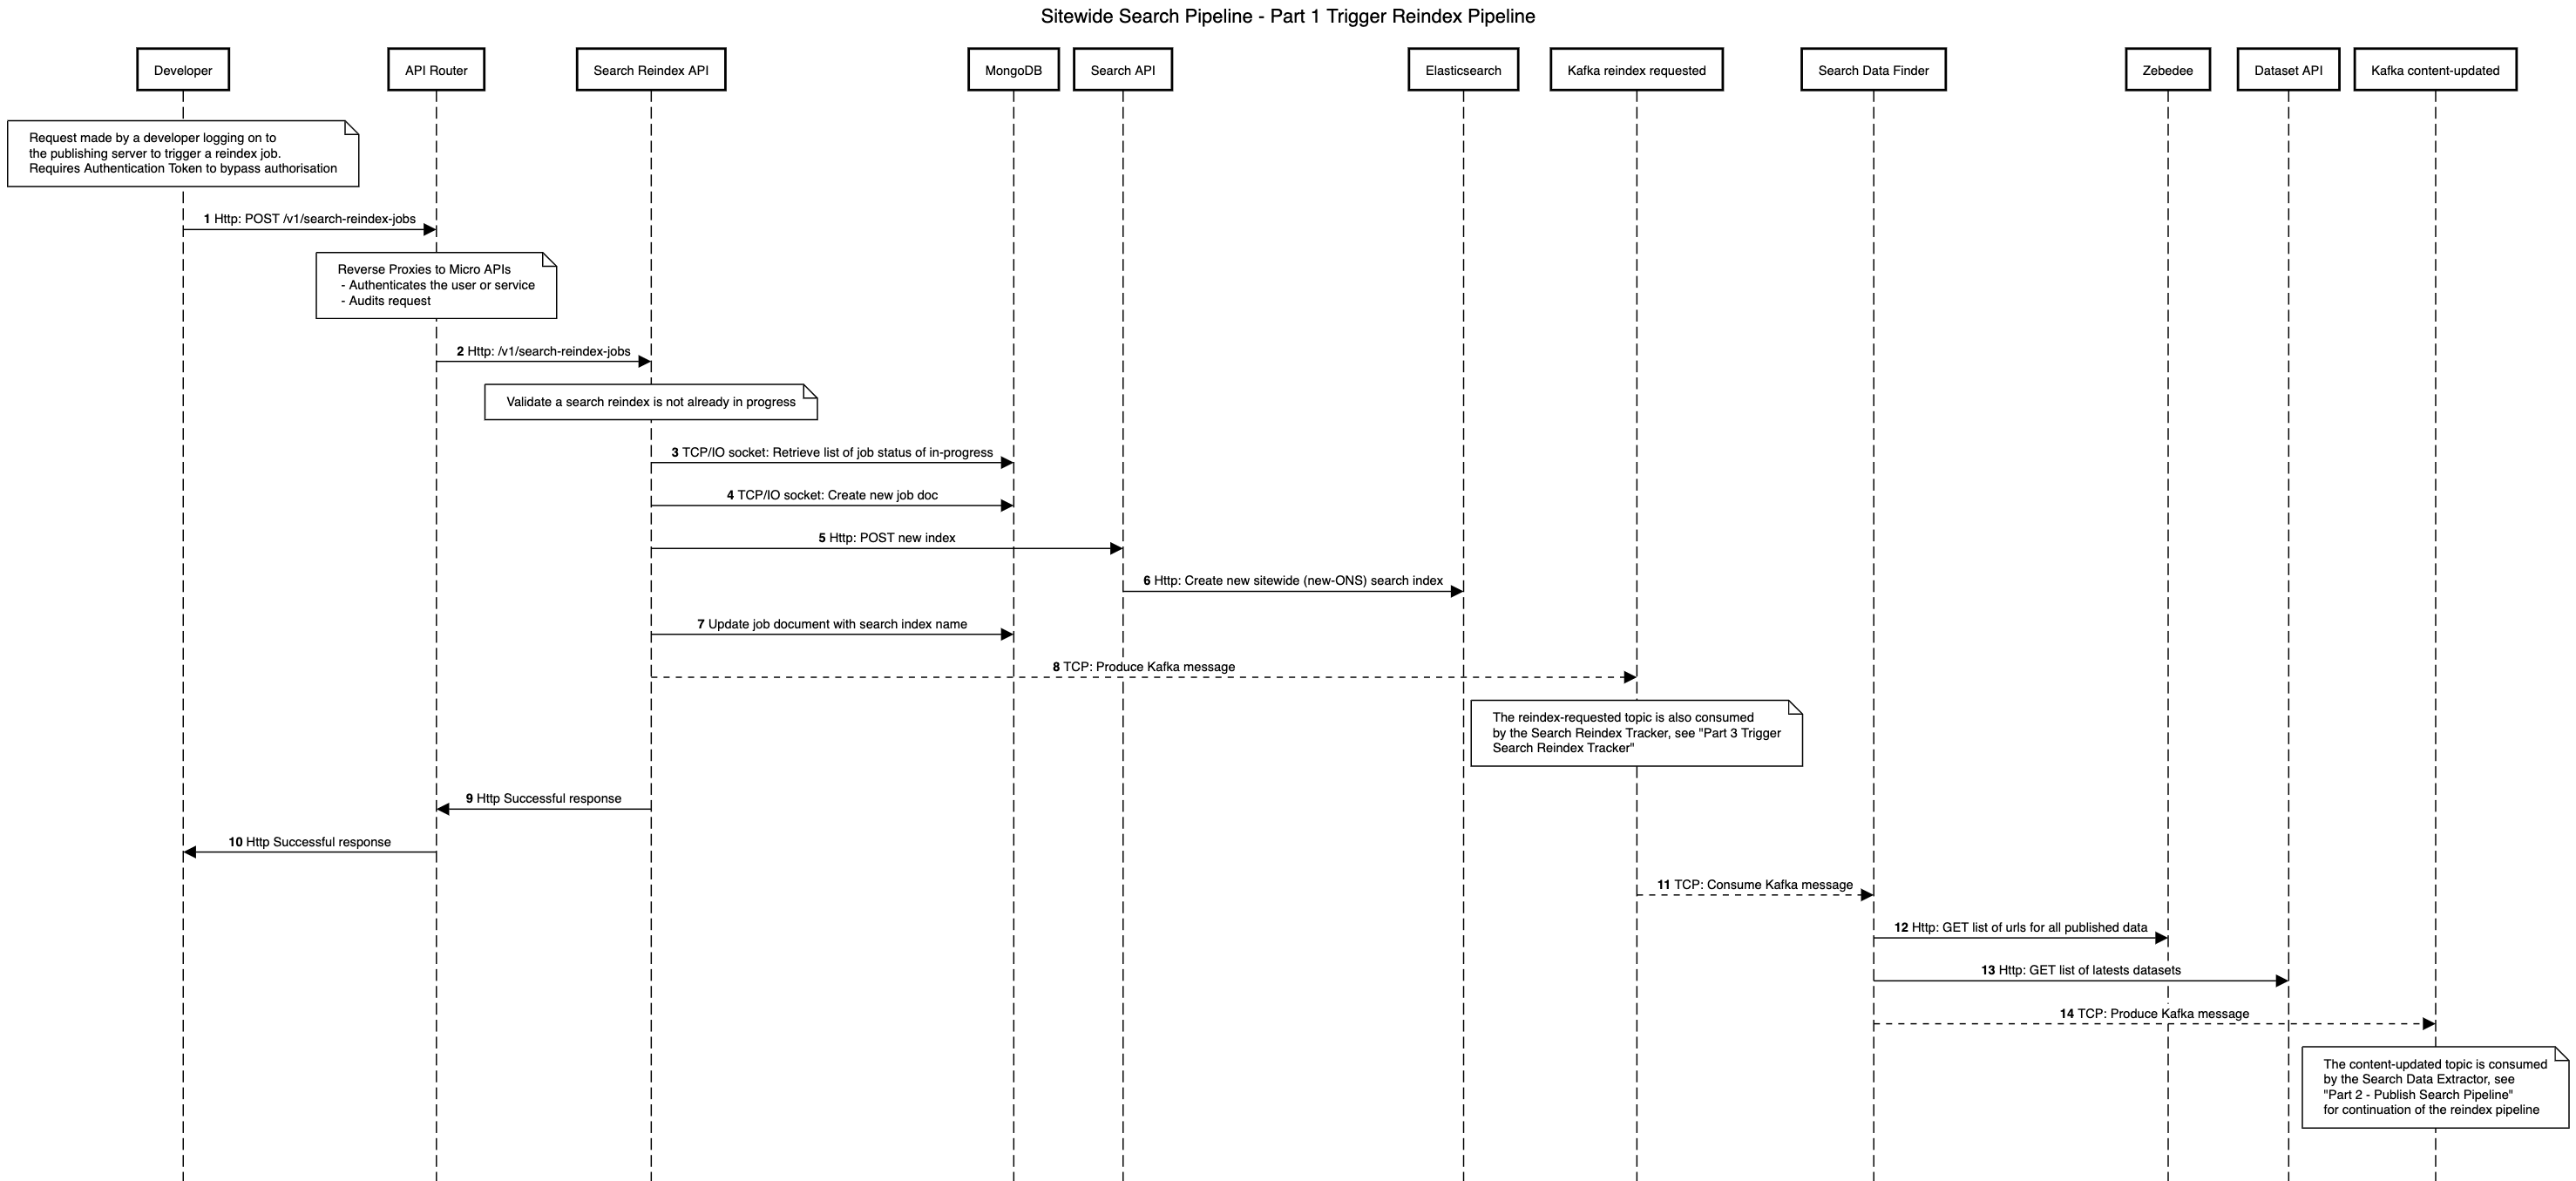 Sitewide Search Pipeline - Part 1 Trigger Reindex Pipeline
Developer
API Router
Search Reindex API
MongoDB
Search API
Elasticsearch
Kafka reindex requested
Search Data Finder
Zebedee
Dataset API
Kafka content-updated
Request made by a developer logging on to
the publishing server to trigger a reindex job.
Requires Authentication Token to bypass authorisation
1 Http: POST /v1/search-reindex-jobs
Reverse Proxies to Micro APIs
- Authenticates the user or service
- Audits request
2 Http: /v1/search-reindex-jobs
Validate a search reindex is not already in progress
3 TCP/IO socket: Retrieve list of job status of in-progress
4 TCP/IO socket: Create new job doc
5 Http: POST new index
6 Http: Create new sitewide (new-ONS) search index
7 Update job document with search index name
8 TCP: Produce Kafka message
The reindex-requested topic is also consumed
by the Search Reindex Tracker, see "Part 3 Trigger
Search Reindex Tracker"
9 Http Successful response
10 Http Successful response
11 TCP: Consume Kafka message
12 Http: GET list of urls for all published data
13 Http: GET list of latests datasets
14 TCP: Produce Kafka message
The content-updated topic is consumed
by the Search Data Extractor, see
"Part 2 - Publish Search Pipeline"
for continuation of the reindex pipeline